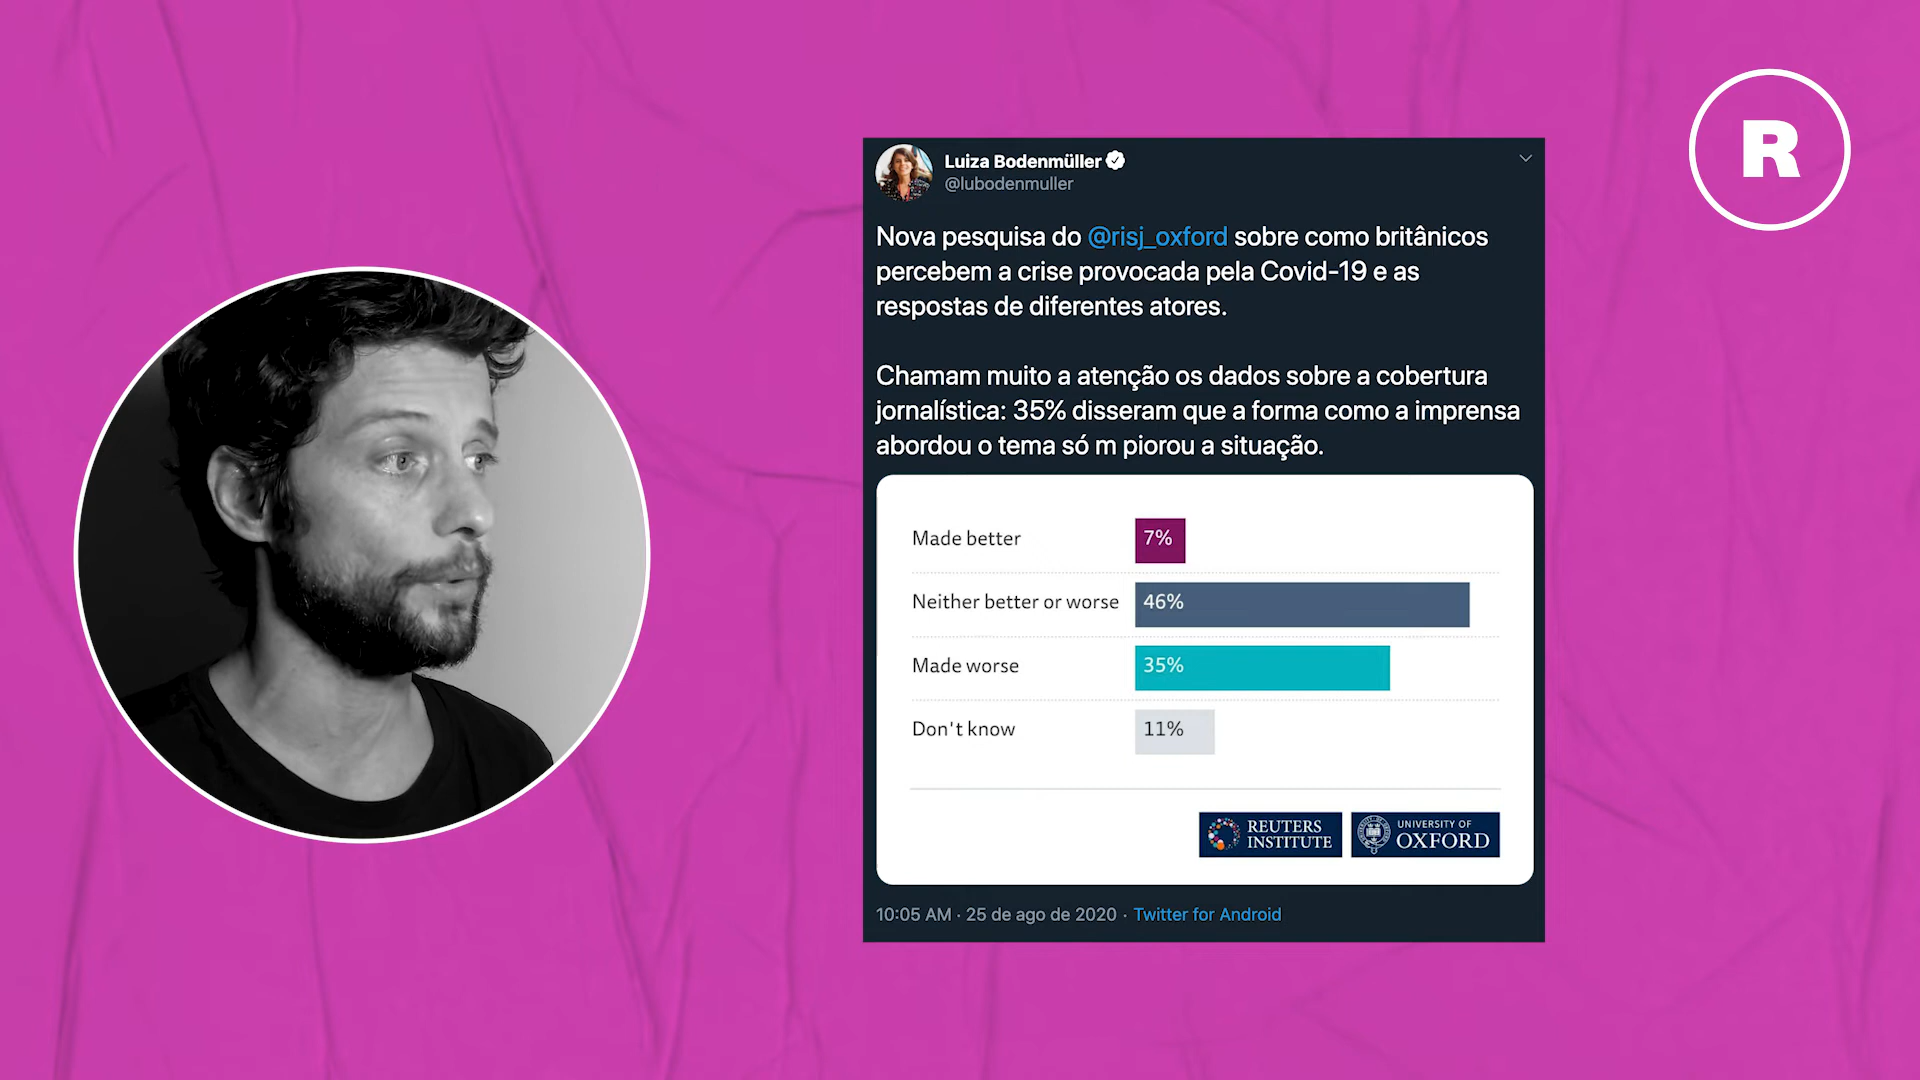 R
Luiza Bodenmüller
@lubodenmuller
Nova pesquisa do @risj_oxford sobre como britânicos
percebem a crise provocada pela Covid-19 e as
respostas de diferentes atores.
Chamam muito a atenção os dados sobre a cobertura
jornalística: 35% disseram que a forma como a imprensa
abordou o tema só m piorou a situação.
Made better 7%
Neither better or worse 46%
Made worse 35%
Don't know 11%
REUTERS
INSTITUTE
UNIVERSITY OF
OXFORD
10:05 AM · 25 de ago de 2020 · Twitter for Android